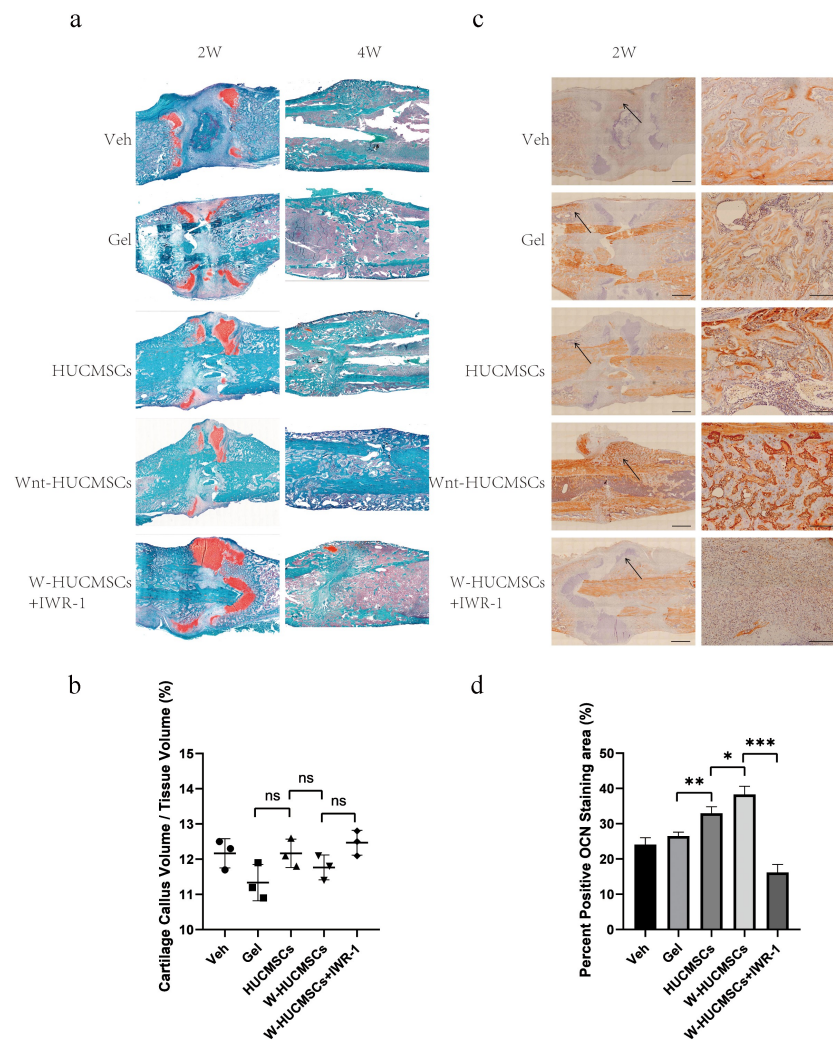 a
2W
4W
Veh
Gel
HUCMSCs
Wnt-HUCMSCs
W-HUCMSCs
+IWR-1
c
2W
Veh
Gel
HUCMSCs
Wnt-HUCMSCs
W-HUCMSCs
+IWR-1
b
Cartilage Callus Volume / Tissue Volume (%)
15
14
13
12
11
10
ns
ns
ns
Veh
Gel
HUCMSCs
W-HUCMSCs
W-HUCMSCs+IWR-1
d
Percent Positive OCN Staining area (%)
50
40
30
20
10
0
**
*
***
Veh
Gel
HUCMSCs
W-HUCMSCs
W-HUCMSCs+IWR-1